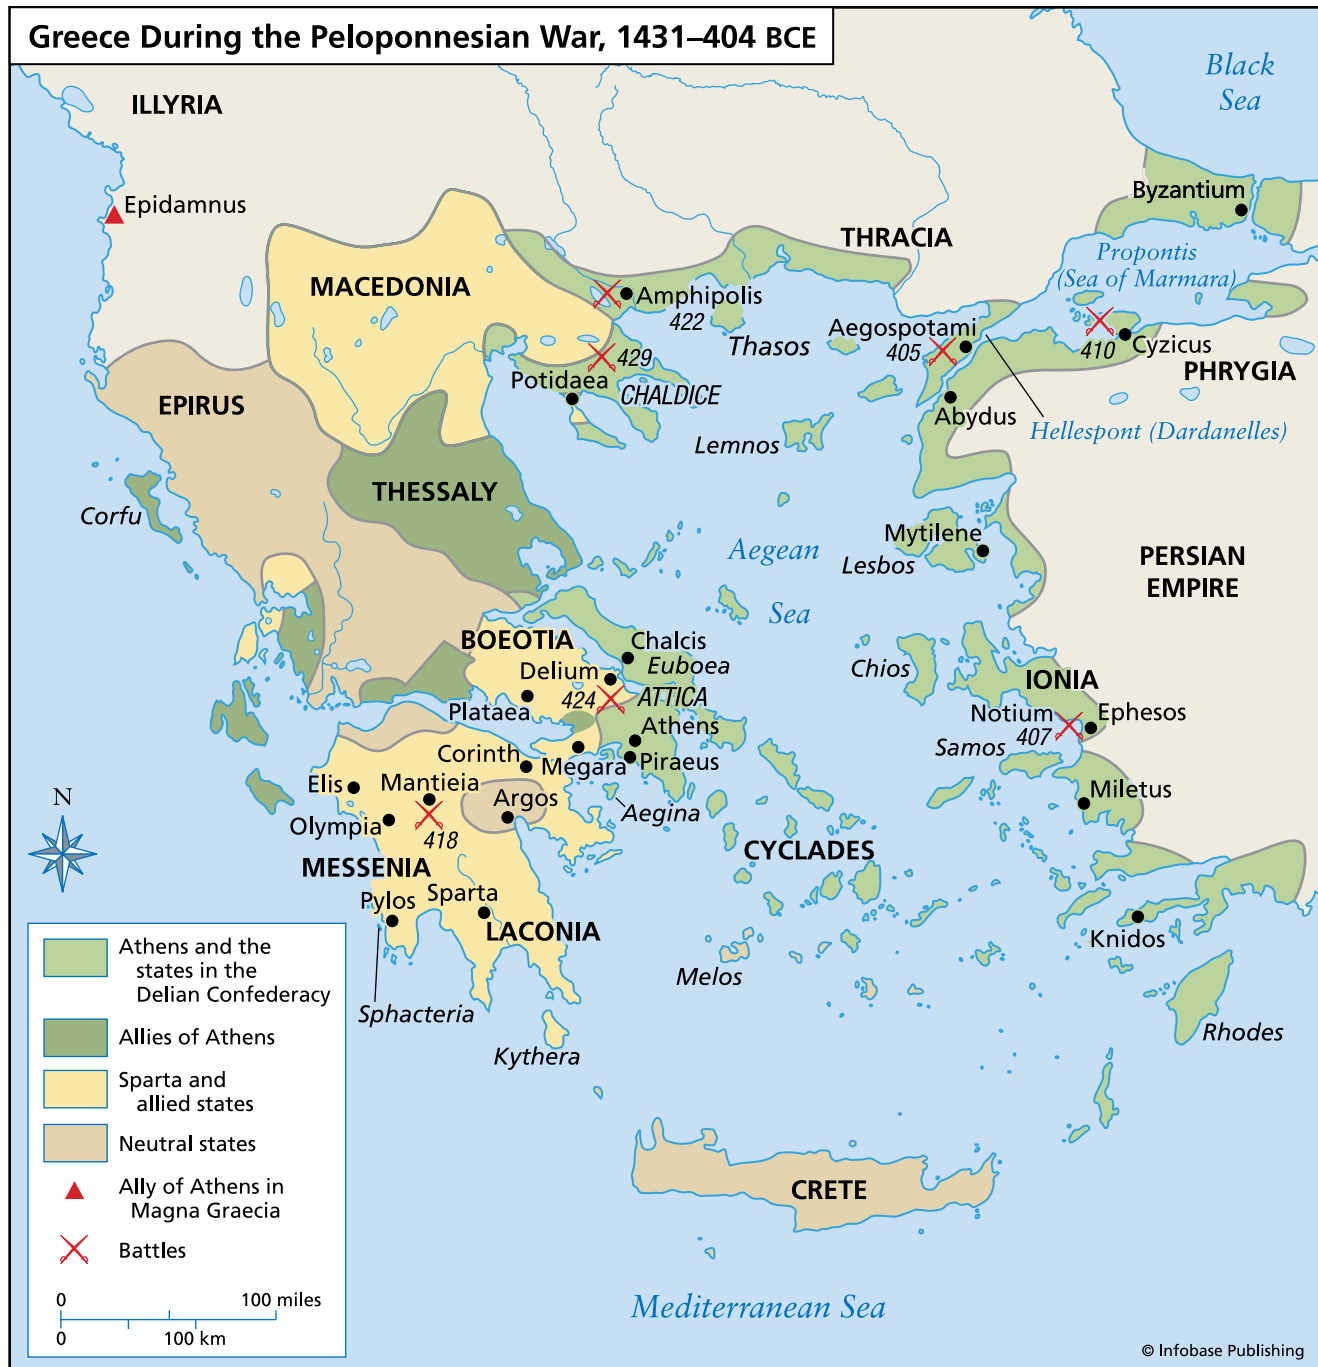 Greece During the Peloponnesian War, 1431–404 BCE
Black
Sea
ILLYRIA
Byzantium
Epidamnus
THRACIA
Propontis
(Sea of Marmara)
MACEDONIA
Amphipolis
422
Thasos
Aegospotami
405
410
Cyzicus
429
PHRYGIA
Potidaea
CHALDICE
EPIRUS
Abydus
Hellespont (Dardanelles)
Lemnos
THESSALY
Corfu
Mytilene
Lesbos
Aegean
Sea
PERSIAN
EMPIRE
BOEOTIA
Chalcis
Euboea
Delium
424
ATTICA
Chios
IONIA
Plataea
Athens
Notium
407
Ephesos
Corinth
Megara
Piraeus
Samos
Elis
Mantieia
Argos
Miletus
N
Olympia
418
Aegina
CYCLADES
MESSENIA
Pylos
Sparta
LACONIA
Knidos
Melos
Sphacteria
Kythera
Rhodes
CRETE
Mediterranean Sea
Athens and the
states in the
Delian Confederacy
Allies of Athens
Sparta and
allied states
Neutral states
Ally of Athens in
Magna Graecia
Battles
0 100 miles
0 100 km
© Infobase Publishing